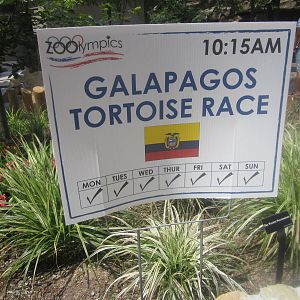 ZOOlympics
10:15AM
GALAPAGOS
TORTOISE RACE
MON TUES WED THUR FRI SAT SUN